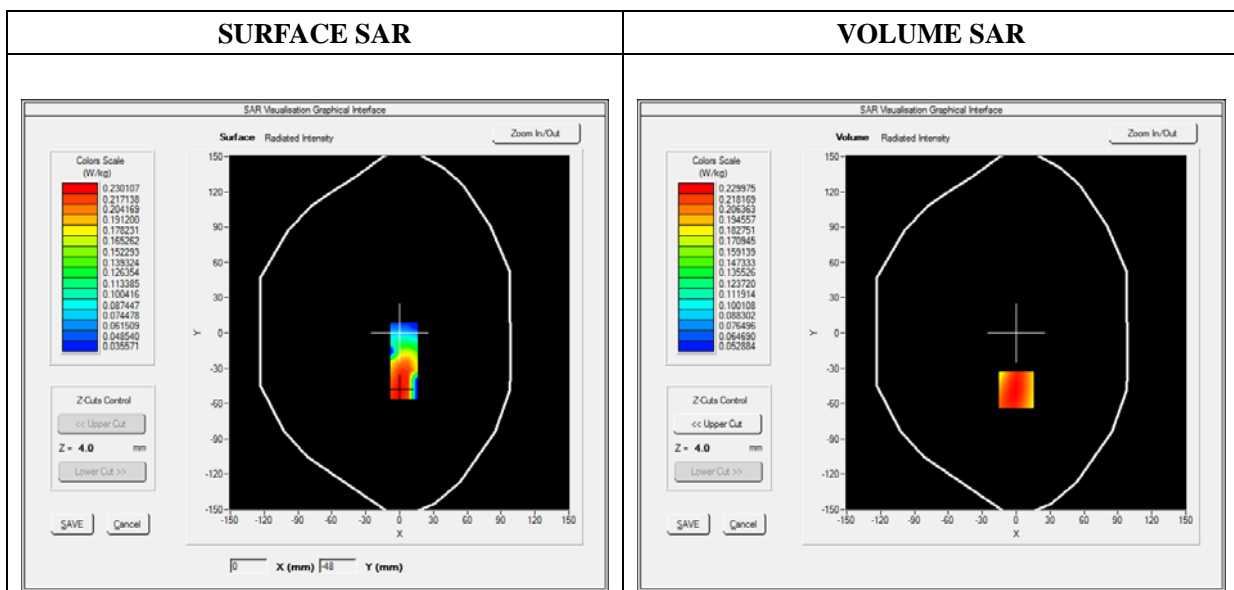 SURFACE SAR
VOLUME SAR
SAR Visualisation Graphical Interface
Surface Radiated Intensity
Zoom In/Out
Colors Scale
(W/kg)
0.230107
0.217138
0.204169
0.191200
0.178231
0.165262
0.152293
0.139324
0.126354
0.113385
0.100416
0.087447
0.074478
0.061509
0.048540
0.035571
Z-Cuts Control
<< Upper Cut
Z = 4.0 mm
Lower Cut >>
SAVE Cancel
150
120
90
60
30
0
-30
-60
-90
-120
-150
Y
-150 -120 -90 -60 -30 0 30 60 90 120 150
X
0 X (mm) -48 Y (mm)
SAR Visualisation Graphical Interface
Volume Radiated Intensity
Zoom In/Out
Colors Scale
(W/kg)
0.229975
0.218169
0.206363
0.194557
0.182751
0.170945
0.159139
0.147333
0.135526
0.123720
0.111914
0.100108
0.088302
0.076496
0.064690
0.052884
Z-Cuts Control
<< Upper Cut
Z = 4.0 mm
Lower Cut >>
SAVE Cancel
150
120
90
60
30
0
-30
-60
-90
-120
-150
Y
-150 -120 -90 -60 -30 0 30 60 90 120 150
X